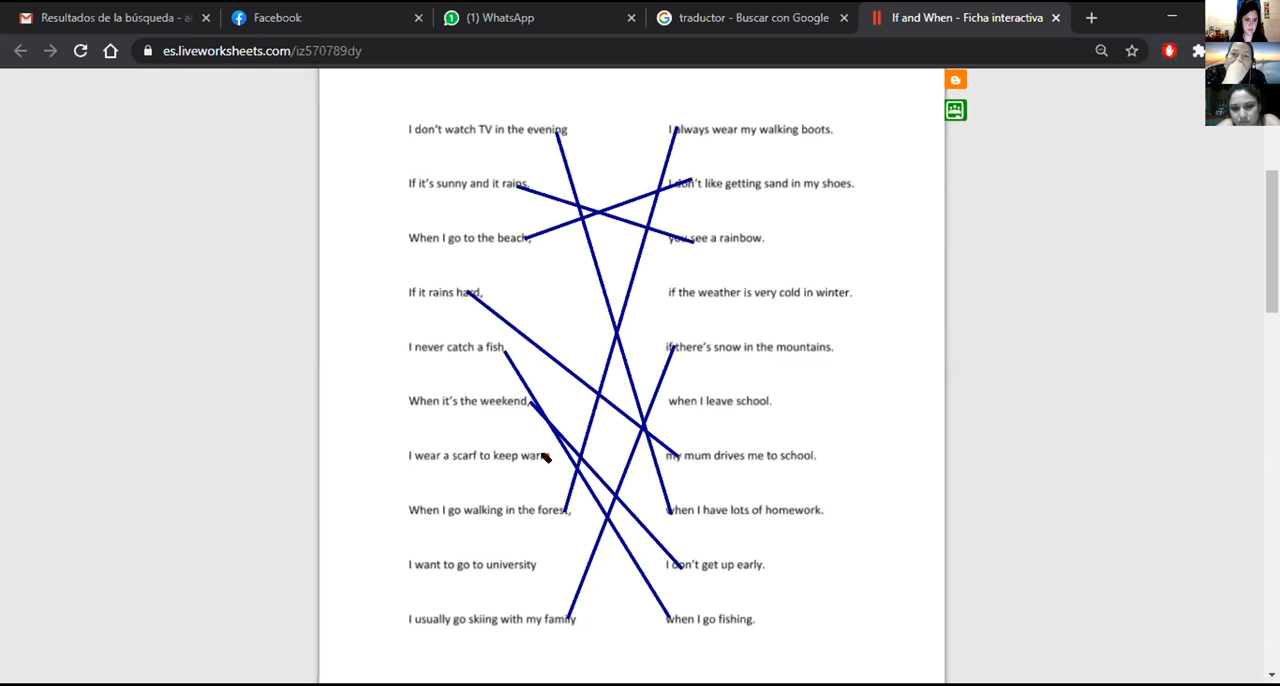 Resultados de la búsqueda - al
Facebook
(1) WhatsApp
traductor - Buscar con Google
If and When - Ficha interactiva
es.liveworksheets.com/iz570789dy
I don't watch TV in the evening
I always wear my walking boots.
If it's sunny and it rains,
I don't like getting sand in my shoes.
When I go to the beach,
you see a rainbow.
If it rains hard,
if the weather is very cold in winter.
I never catch a fish
if there's snow in the mountains.
When it's the weekend,
when I leave school.
I wear a scarf to keep warm
my mum drives me to school.
When I go walking in the forest,
when I have lots of homework.
I want to go to university
I don't get up early.
I usually go skiing with my family
when I go fishing.